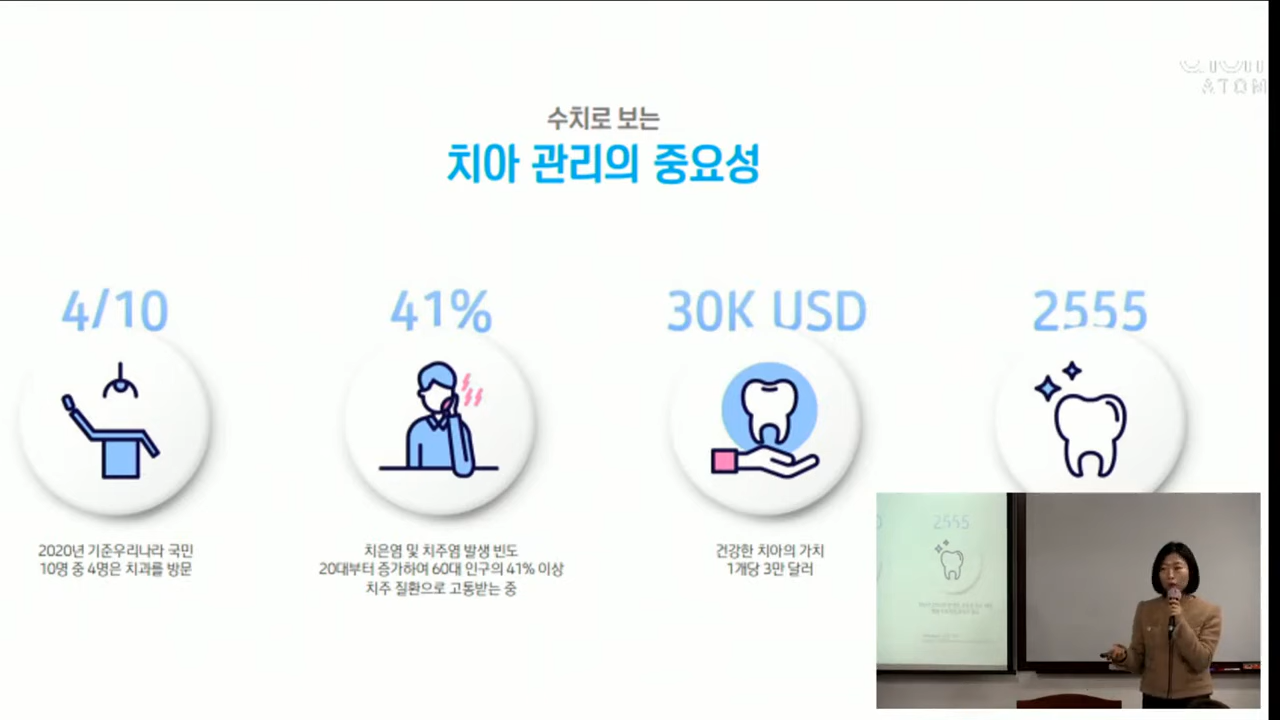 ATOM
수치로 보는
치아 관리의 중요성
4/10
41%
30K USD
2555
2020년 기준우리나라 국민
10명 중 4명은 치과를 방문
치은염 및 치주염 발생 빈도
20대부터 증가하여 60대 인구의 41% 이상
치주 질환으로 고통받는 중
건강한 치아의 가치
1개당 3만 달러
2555